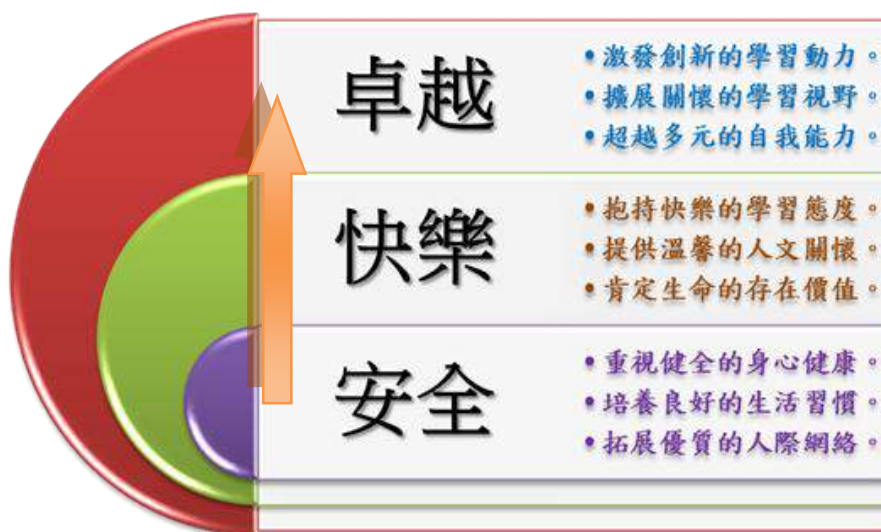 卓越
•激發創新的學習動力。
•擴展關懷的學習視野。
•超越多元的自我能力。
快樂
•抱持快樂的學習態度。
•提供溫馨的人文關懷。
•肯定生命的存在價值。
安全
•重視健全的身心健康。
•培養良好的生活習慣。
•拓展優質的人際網絡。